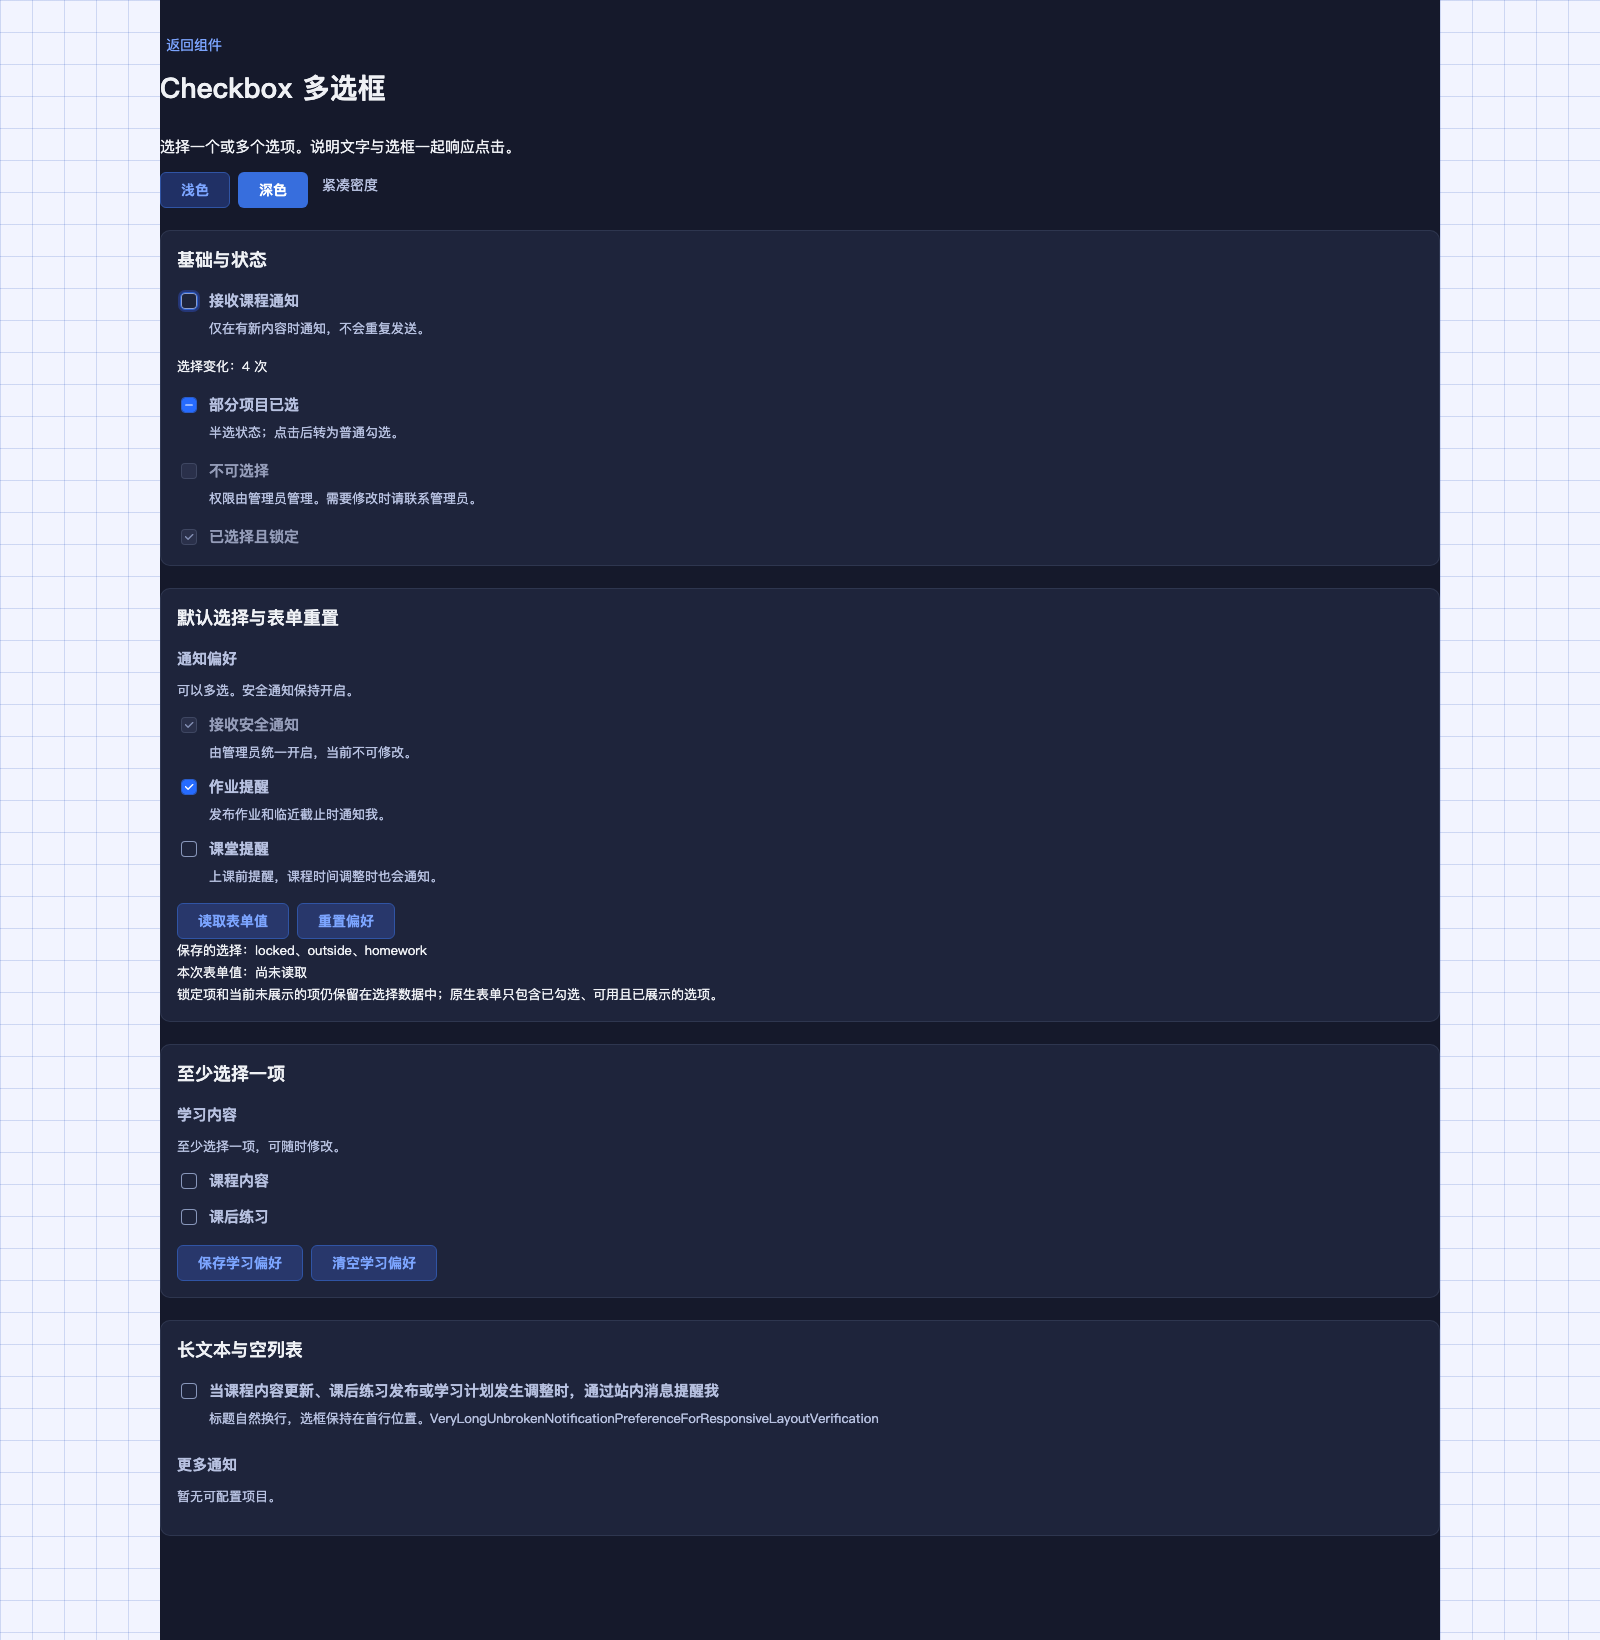 返回组件
Checkbox 多选框
选择一个或多个选项。说明文字与选框一起响应点击。
浅色 深色 紧凑密度
基础与状态
接收课程通知
仅在有新内容时通知，不会重复发送。
选择变化：4 次
部分项目已选
半选状态；点击后转为普通勾选。
不可选择
权限由管理员管理。需要修改时请联系管理员。
已选择且锁定
默认选择与表单重置
通知偏好
可以多选。安全通知保持开启。
接收安全通知
由管理员统一开启，当前不可修改。
作业提醒
发布作业和临近截止时通知我。
课堂提醒
上课前提醒，课程时间调整时也会通知。
读取表单值 重置偏好
保存的选择：locked、outside、homework
本次表单值：尚未读取
锁定项和当前未展示的项仍保留在选择数据中；原生表单只包含已勾选、可用且已展示的选项。
至少选择一项
学习内容
至少选择一项，可随时修改。
课程内容
课后练习
保存学习偏好 清空学习偏好
长文本与空列表
当课程内容更新、课后练习发布或学习计划发生调整时，通过站内消息提醒我
标题自然换行，选框保持在首行位置。VeryLongUnbrokenNotificationPreferenceForResponsiveLayoutVerification
更多通知
暂无可配置项目。